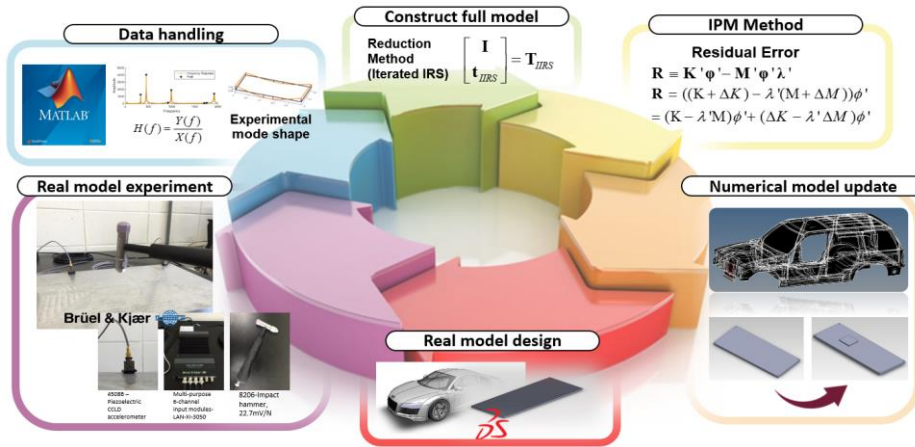 Data handling
MATLAB
H(f) = Y(f) / X(f)
Experimental
mode shape
Construct full model
Reduction
Method
(Iterated IRS)
[I t_IIRS] = T_IIRS
IPM Method
Residual Error
R ≡ K'φ' − M'φ'λ'
R = ((K + ΔK) − λ'(M + ΔM))ϕ'
= (K − λ'M)ϕ' + (ΔK − λ'ΔM)ϕ'
Real model experiment
Brüel & Kjær
4508B –
Piezoelectric
CCLD
accelerometer
Multi-purpose
6-channel
input modules-
LAN-XI-3050
8206-Impact
hammer,
22.7mV/N
Real model design
DS
Numerical model update